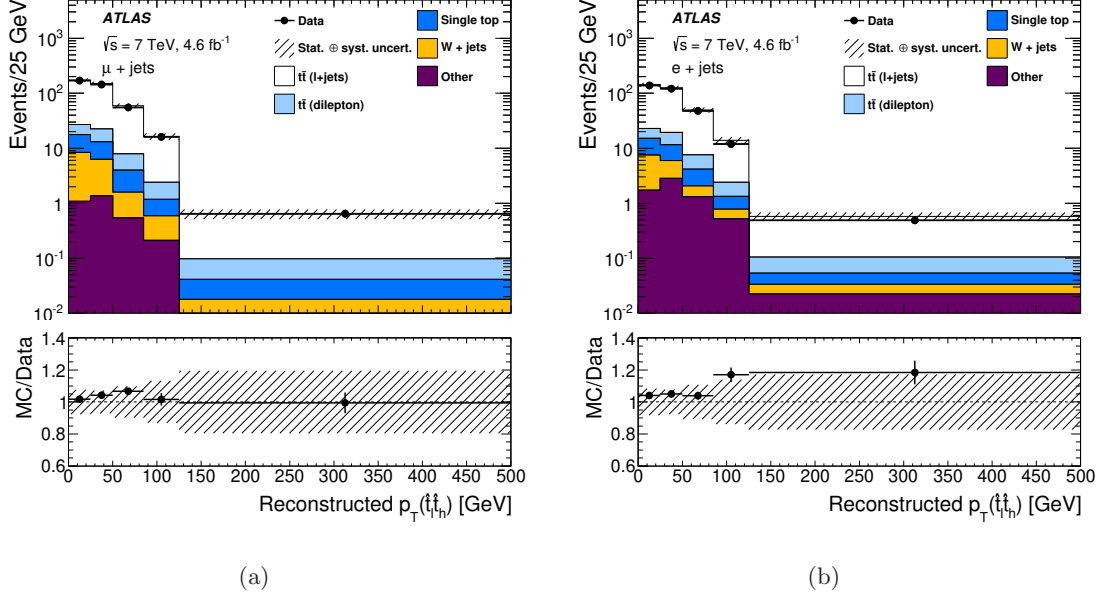 ATLAS
√s = 7 TeV, 4.6 fb⁻¹
μ + jets
Data
Stat. ⊕ syst. uncert.
tt̄ (l+jets)
tt̄ (dilepton)
Single top
W + jets
Other
Events/25 GeV
10³
10²
10
1
10⁻¹
10⁻²
MC/Data
1.4
1.2
1
0.8
0.6
0 50 100 150 200 250 300 350 400 450 500
Reconstructed p_T(t̂_l t̂_h) [GeV]
(a)
ATLAS
√s = 7 TeV, 4.6 fb⁻¹
e + jets
Data
Stat. ⊕ syst. uncert.
tt̄ (l+jets)
tt̄ (dilepton)
Single top
W + jets
Other
Events/25 GeV
10³
10²
10
1
10⁻¹
10⁻²
MC/Data
1.4
1.2
1
0.8
0.6
0 50 100 150 200 250 300 350 400 450 500
Reconstructed p_T(t̂_l t̂_h) [GeV]
(b)